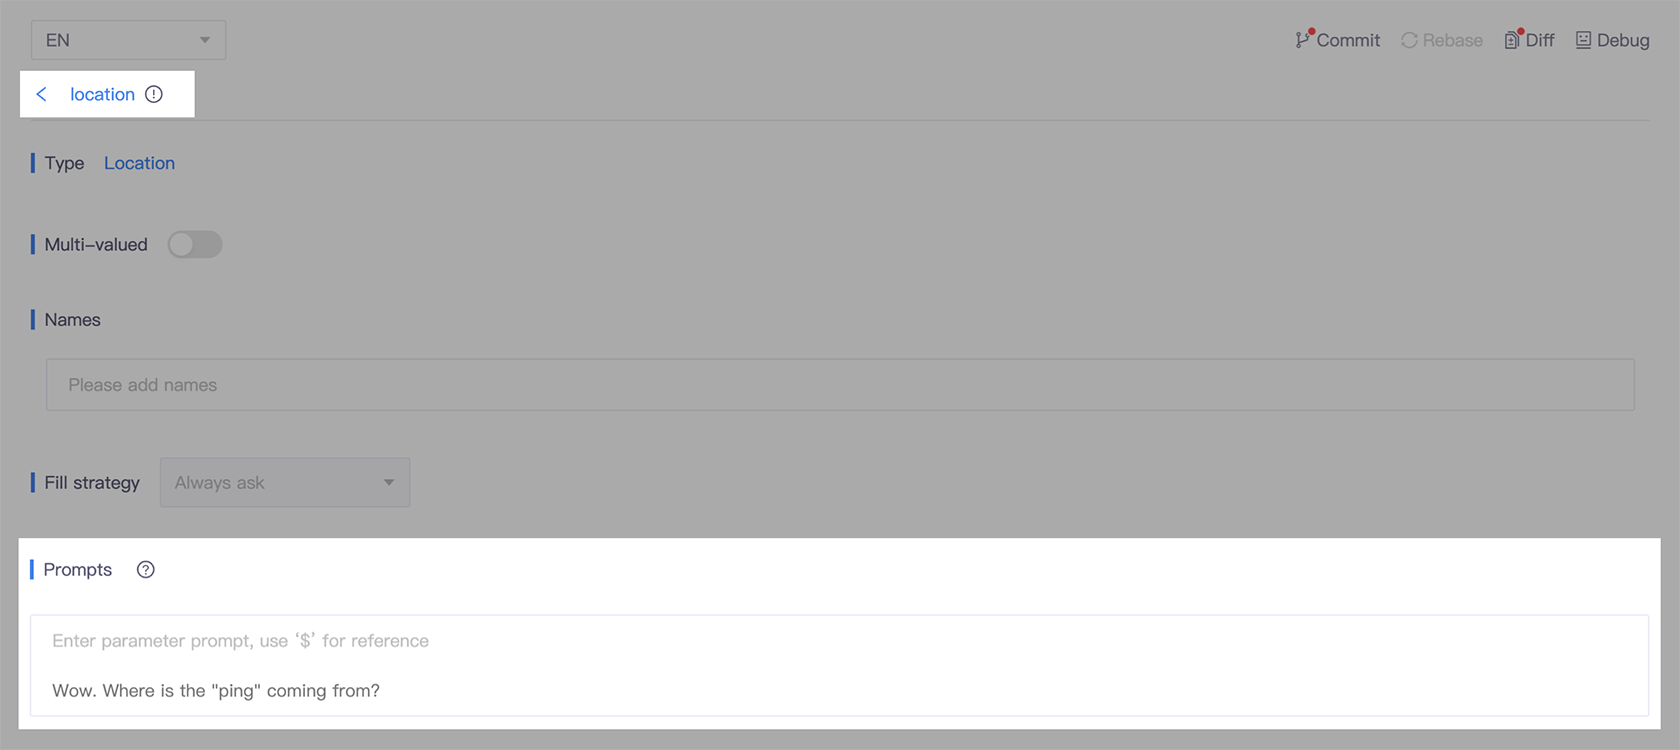 EN
Commit Rebase Diff Debug
location
Type Location
Multi-valued
Names
Please add names
Fill strategy Always ask
Prompts
Enter parameter prompt, use ‘$’ for reference
Wow. Where is the "ping" coming from?